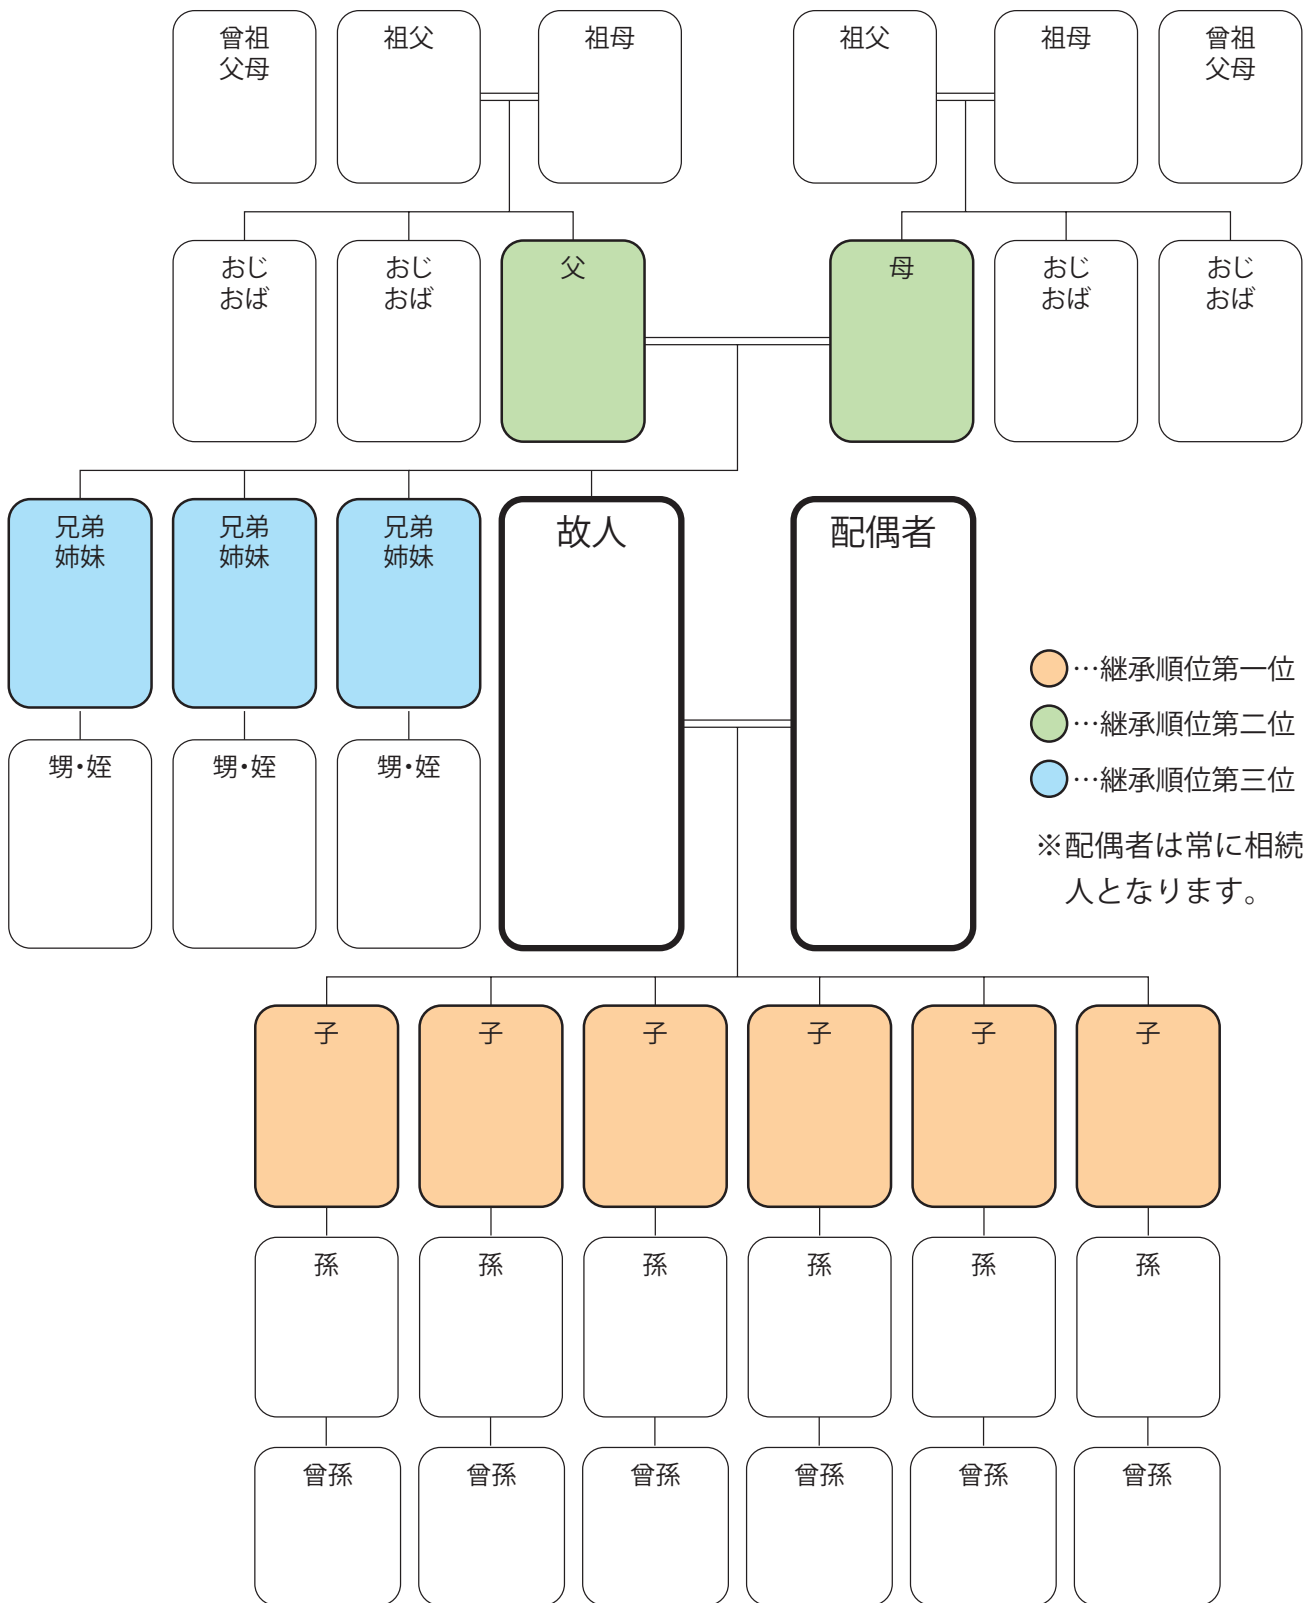 曾祖
父母
祖父
祖母
祖父
祖母
曾祖
父母
おじ
おば
おじ
おば
父
母
おじ
おば
おじ
おば
兄弟
姉妹
兄弟
姉妹
兄弟
姉妹
故人
配偶者
…継承順位第一位
…継承順位第二位
…継承順位第三位
※配偶者は常に相続
人となります。
甥・姪
甥・姪
甥・姪
子
子
子
子
子
子
孫
孫
孫
孫
孫
孫
曾孫
曾孫
曾孫
曾孫
曾孫
曾孫